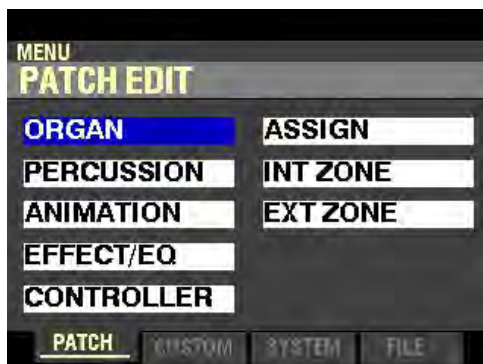 MENU
PATCH EDIT
ORGAN
PERCUSSION
ANIMATION
EFFECT/EQ
CONTROLLER
ASSIGN
INT ZONE
EXT ZONE
PATCH CUSTOM SYSTEM FILE